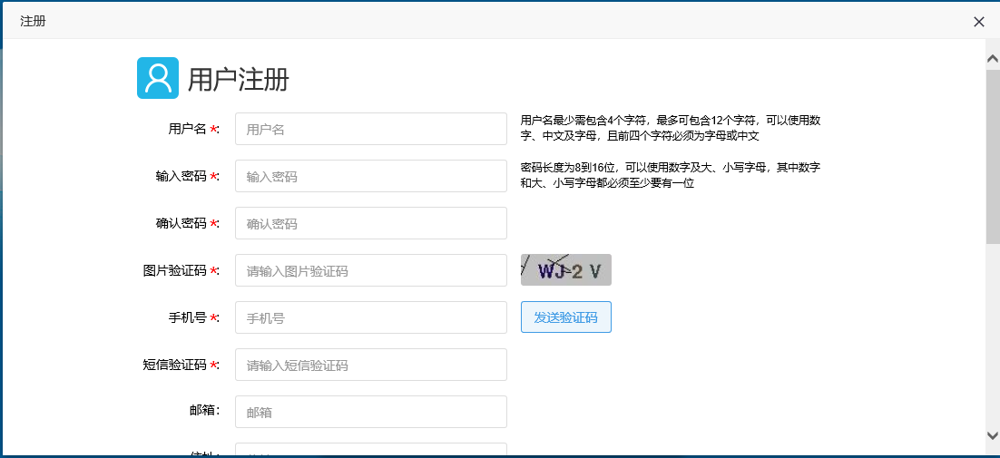 注册
用户注册
用户名 *:
用户名
用户名最少需包含4个字符，最多可包含12个字符，可以使用数
字、中文及字母，且前四个字符必须为字母或中文
输入密码 *:
输入密码
密码长度为8到16位，可以使用数字及大、小写字母，其中数字
和大、小写字母都必须至少要有一位
确认密码 *:
确认密码
图片验证码 *:
请输入图片验证码
WJ2V
手机号 *:
手机号
发送验证码
短信验证码 *:
请输入短信验证码
邮箱：
邮箱